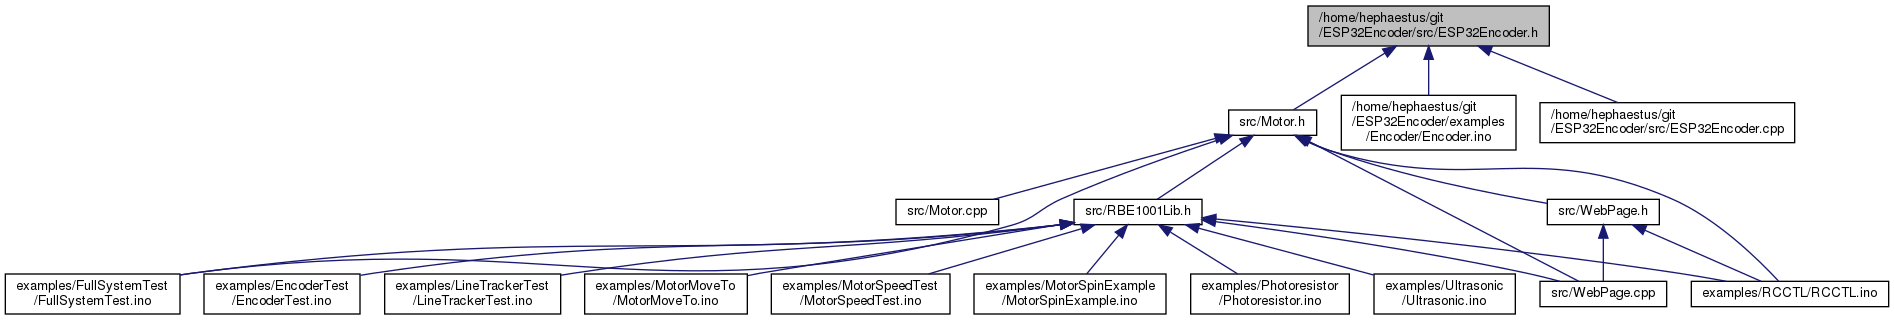 /home/hephaestus/git
/ESP32Encoder/src/ESP32Encoder.h
src/Motor.h
/home/hephaestus/git
/ESP32Encoder/examples
/Encoder/Encoder.ino
/home/hephaestus/git
/ESP32Encoder/src/ESP32Encoder.cpp
src/Motor.cpp
src/RBE1001Lib.h
src/WebPage.h
examples/FullSystemTest
/FullSystemTest.ino
examples/EncoderTest
/EncoderTest.ino
examples/LineTrackerTest
/LineTrackerTest.ino
examples/MotorMoveTo
/MotorMoveTo.ino
examples/MotorSpeedTest
/MotorSpeedTest.ino
examples/MotorSpinExample
/MotorSpinExample.ino
examples/Photoresistor
/Photoresistor.ino
examples/Ultrasonic
/Ultrasonic.ino
src/WebPage.cpp
examples/RCCTL/RCCTL.ino